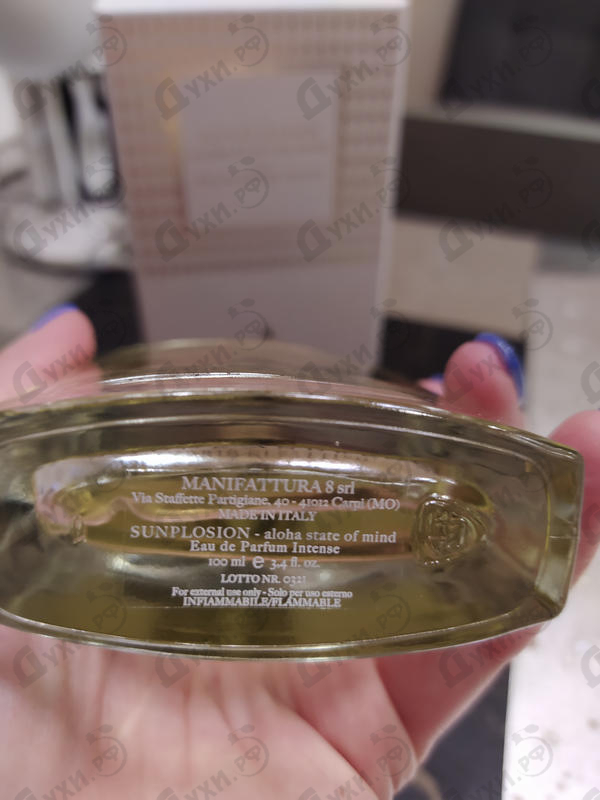 MANIFATTURA 8 srl
Via Staffette Partigiane, 40 - 41012 Carpi (MO)
MADE IN ITALY
SUNPLOSION - aloha state of mind
Eau de Parfum Intense
100 ml e 3.4 fl. oz.
LOTTO NR. 0321
For external use only - Solo per uso esterno
INFIAMMABILE/FLAMMABLE
Духи.РФ